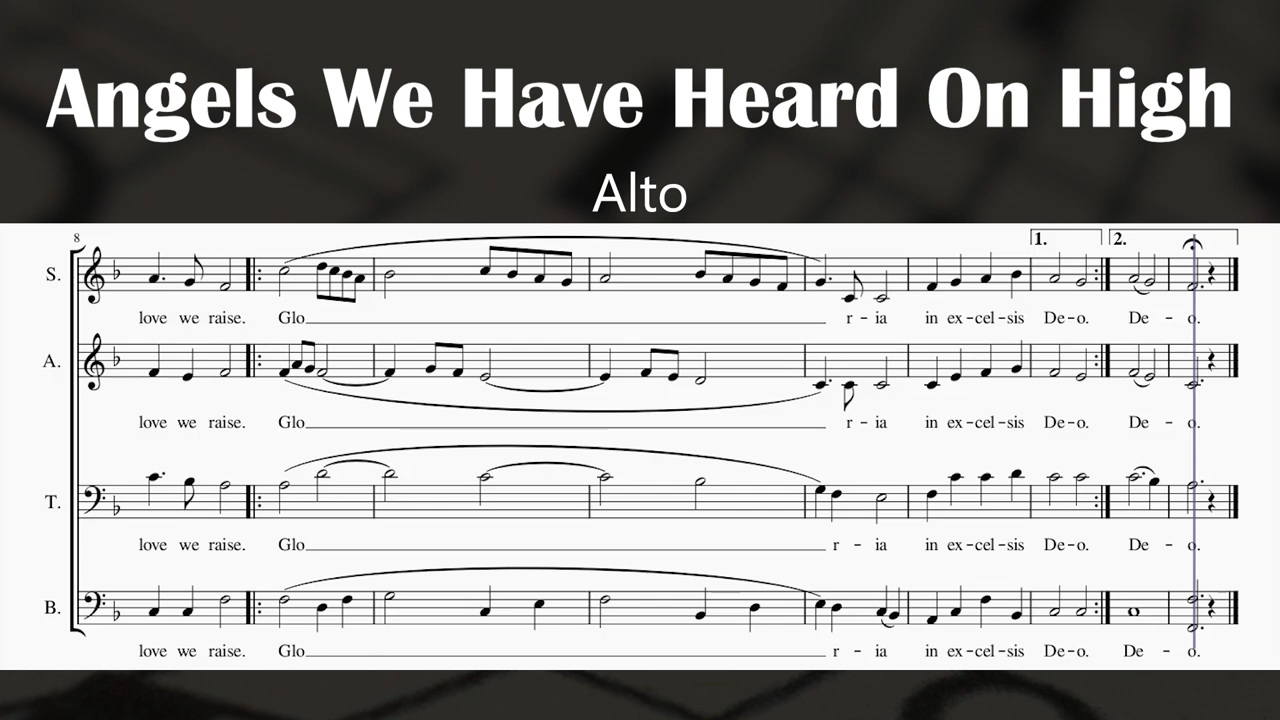 Angels We Have Heard On High
Alto
8
1. 2.
S.
love we raise. Glo r - ia in ex-cel-sis De-o. De - o.
A.
love we raise. Glo r - ia in ex-cel-sis De-o. De - o.
T.
love we raise. Glo r - ia in ex-cel-sis De-o. De - o.
B.
love we raise. Glo r - ia in ex-cel-sis De-o. De - o.